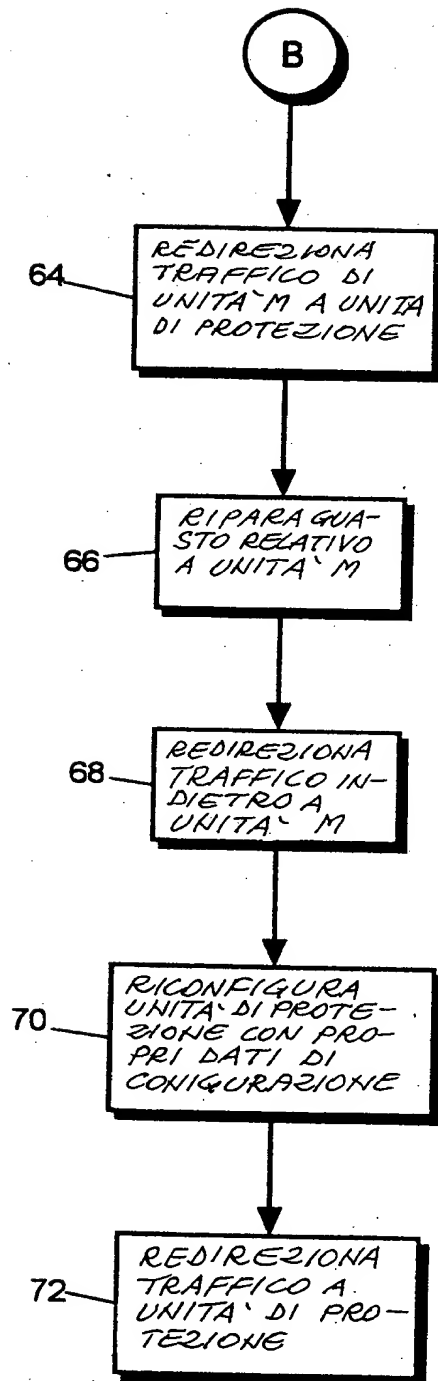 B
64
REDIREZIONA
TRAFFICO DI
UNITA` M A UNITA
DI PROTEZIONE
66
RIPARA GUA-
STO RELATIVO
A UNITA` M
68
REDIREZIONA
TRAFFICO IN-
DIETRO A
UNITA` M
70
RICONFIGURA
UNITA` DI PROTE-
ZIONE CON PRO-
PRI DATI DI
CONIGURAZIONE
72
REDIREZIONA
TRAFFICO A
UNITA` DI PRO-
TEZIONE